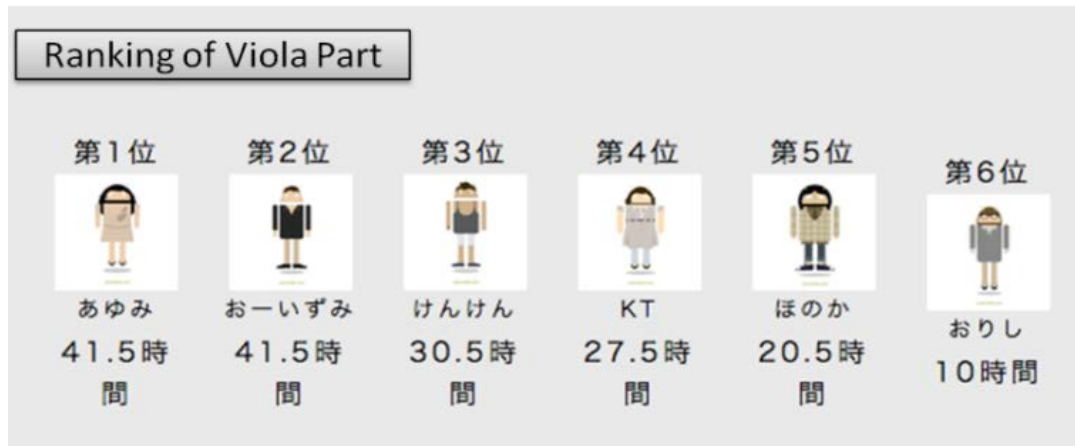 Ranking of Viola Part
第1位
あゆみ
41.5時
間
第2位
おーいずみ
41.5時
間
第3位
けんけん
30.5時
間
第4位
KT
27.5時
間
第5位
ほのか
20.5時
間
第6位
おりし
10時間